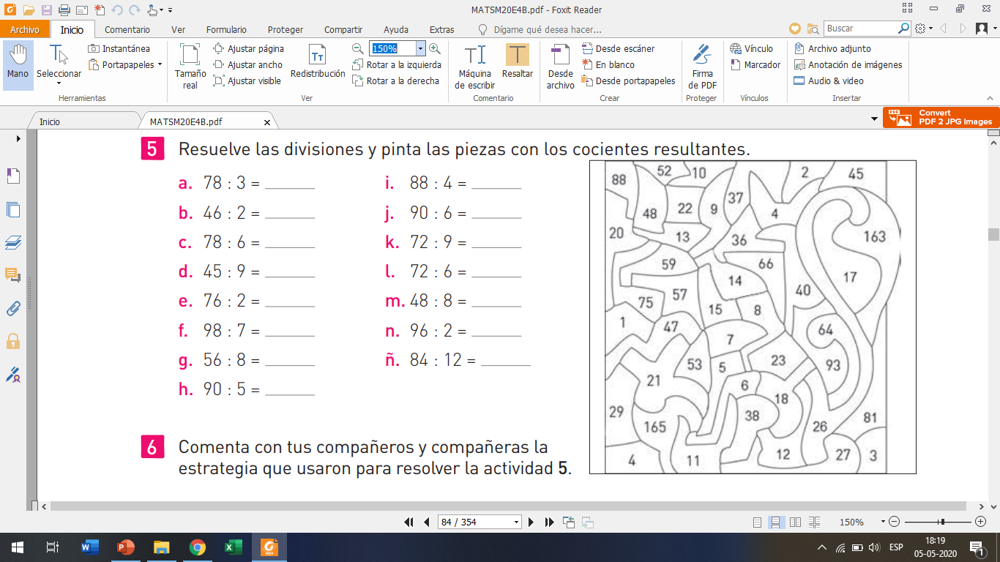 MATSM20E4B.pdf - Foxit Reader
Archivo Inicio Comentario Ver Formulario Proteger Compartir Ayuda Extras Dígame qué desea hacer... Buscar
Mano
Seleccionar
Instantánea
Portapapeles
Herramientas
Tamaño real
Ajustar página
Ajustar ancho
Ajustar visible
Redistribución
150%
Rotar a la izquierda
Rotar a la derecha
Ver
Máquina de escribir
Resaltar
Comentario
Desde archivo
Desde escáner
En blanco
Desde portapapeles
Crear
Firma de PDF
Proteger
Vínculo
Marcador
Vínculos
Archivo adjunto
Anotación de imágenes
Audio & video
Insertar
Inicio MATSM20E4B.pdf
PDF Convert
PDF 2 JPG Images
5 Resuelve las divisiones y pinta las piezas con los cocientes resultantes.
a. 78 : 3 = ______
b. 46 : 2 = ______
c. 78 : 6 = ______
d. 45 : 9 = ______
e. 76 : 2 = ______
f. 98 : 7 = ______
g. 56 : 8 = ______
h. 90 : 5 = ______
i. 88 : 4 = ______
j. 90 : 6 = ______
k. 72 : 9 = ______
l. 72 : 6 = ______
m. 48 : 8 = ______
n. 96 : 2 = ______
ñ. 84 : 12 = ______
88 52 10 2 45
48 22 9 37 4
20 13 36 163
59 66 14 17
75 57 40
15 8
1 47 64
7
53 5 23 93
21 6
18
29 165 38 26 81
4 11 12 27 3
6 Comenta con tus compañeros y compañeras la
estrategia que usaron para resolver la actividad 5.
84 / 354 150%
18:19
ESP
05-05-2020
1